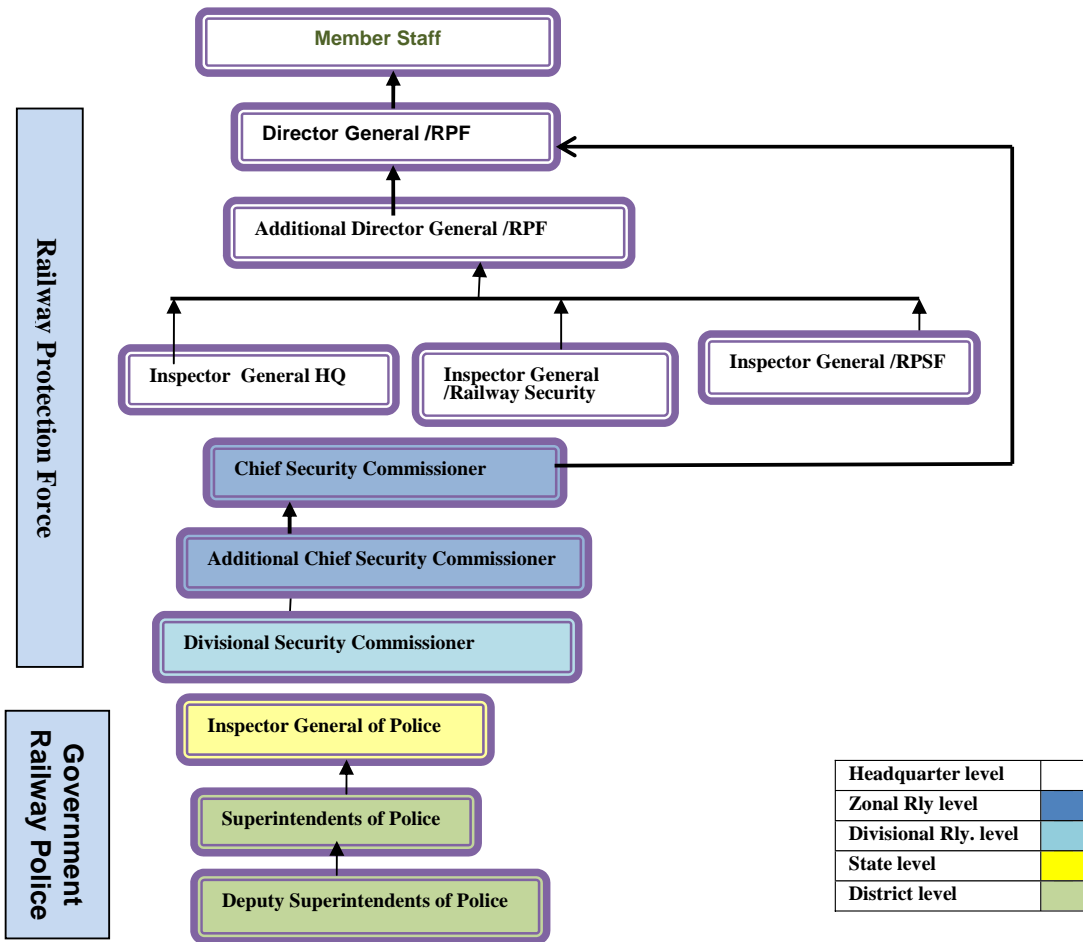 Member Staff
Railway Protection Force
Director General /RPF
Additional Director General /RPF
Inspector General HQ
Inspector General
/Railway Security
Inspector General /RPSF
Chief Security Commissioner
Additional Chief Security Commissioner
Divisional Security Commissioner
Government
Railway Police
Inspector General of Police
Superintendents of Police
Deputy Superintendents of Police
Headquarter level
Zonal Rly level
Divisional Rly. level
State level
District level